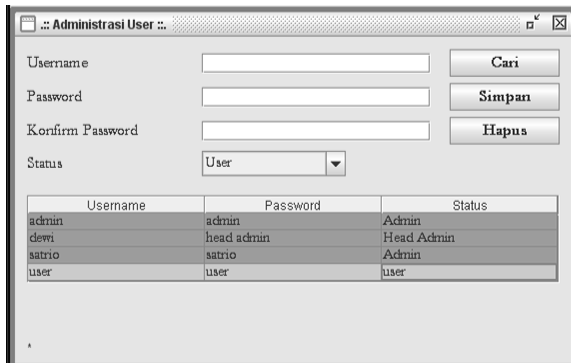 .:: Administrasi User ::.
Username Cari
Password Simpan
Konfirm Password Hapus
Status User
Username Password Status
admin admin Admin
dewi head admin Head Admin
satrio satrio Admin
user user user
*